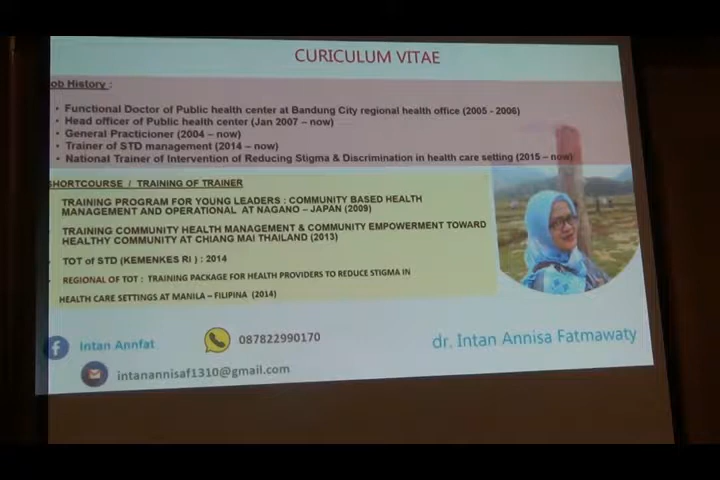 CURICULUM VITAE
ob History :
• Functional Doctor of Public health center at Bandung City regional health office (2005 - 2006)
• Head officer of Public health center (Jan 2007 – now)
• General Practicioner (2004 – now)
• Trainer of STD management (2014 – now)
• National Trainer of Intervention of Reducing Stigma & Discrimination in health care setting (2015 – now)
SHORTCOURSE / TRAINING OF TRAINER
TRAINING PROGRAM FOR YOUNG LEADERS : COMMUNITY BASED HEALTH
MANAGEMENT AND OPERATIONAL AT NAGANO – JAPAN (2009)
TRAINING COMMUNITY HEALTH MANAGEMENT & COMMUNITY EMPOWERMENT TOWARD
HEALTHY COMMUNITY AT CHIANG MAI THAILAND (2013)
TOT of STD (KEMENKES RI ) : 2014
REGIONAL OF TOT : TRAINING PACKAGE FOR HEALTH PROVIDERS TO REDUCE STIGMA IN
HEALTH CARE SETTINGS AT MANILA – FILIPINA (2014)
f Intan Annfat
087822990170
dr. Intan Annisa Fatmawaty
intanannisaf1310@gmail.com